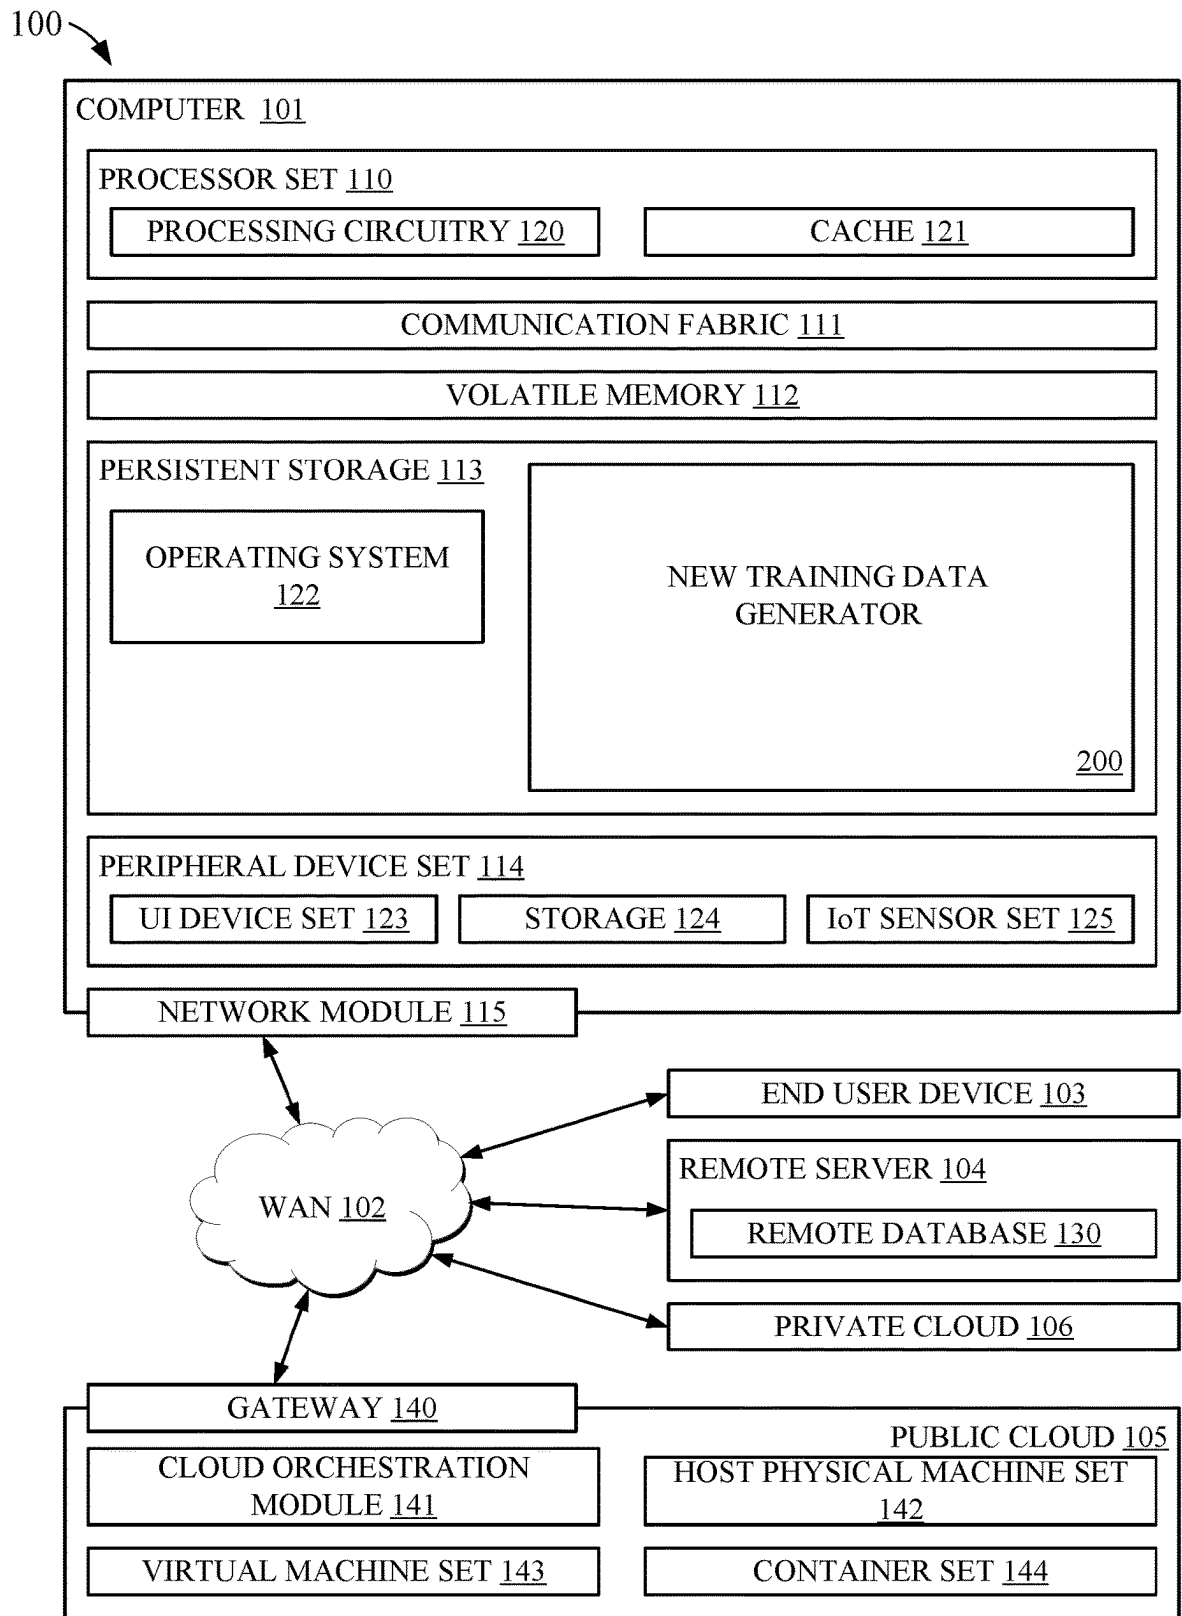 100
COMPUTER 101
PROCESSOR SET 110
PROCESSING CIRCUITRY 120
CACHE 121
COMMUNICATION FABRIC 111
VOLATILE MEMORY 112
PERSISTENT STORAGE 113
OPERATING SYSTEM
122
NEW TRAINING DATA
GENERATOR
200
PERIPHERAL DEVICE SET 114
UI DEVICE SET 123
STORAGE 124
IoT SENSOR SET 125
NETWORK MODULE 115
END USER DEVICE 103
REMOTE SERVER 104
WAN 102
REMOTE DATABASE 130
PRIVATE CLOUD 106
GATEWAY 140
PUBLIC CLOUD 105
CLOUD ORCHESTRATION
MODULE 141
HOST PHYSICAL MACHINE SET
142
VIRTUAL MACHINE SET 143
CONTAINER SET 144